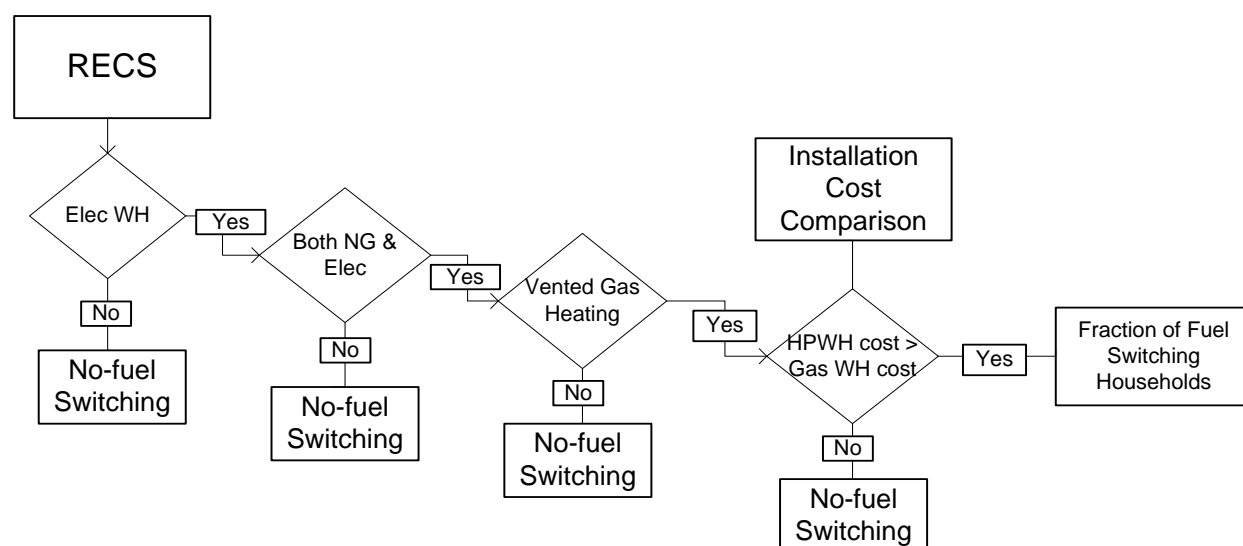 RECS
Elec WH
Yes
No
No-fuel
Switching
Both NG &
Elec
Yes
No
No-fuel
Switching
Vented Gas
Heating
Yes
No
No-fuel
Switching
Installation
Cost
Comparison
HPWH cost >
Gas WH cost
Yes
No
No-fuel
Switching
Fraction of Fuel
Switching
Households